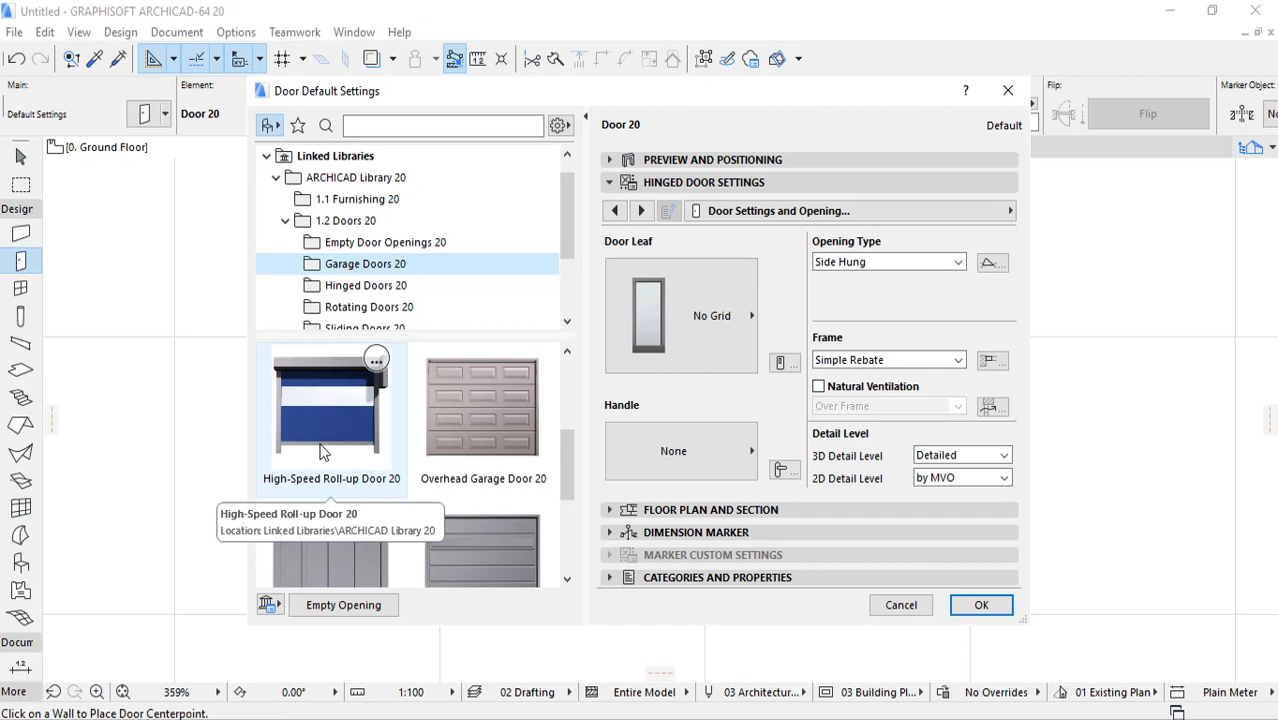 Untitled - GRAPHISOFT ARCHICAD-64 20
File Edit View Design Document Options Teamwork Window Help
Main:
Default Settings
Element:
Door 20
Flip:
Flip
Marker Object:
[0. Ground Floor]
Design
Docum
1.2
More
Door Default Settings
?
Linked Libraries
ARCHICAD Library 20
1.1 Furnishing 20
1.2 Doors 20
Empty Door Openings 20
Garage Doors 20
Hinged Doors 20
Rotating Doors 20
Sliding Doors 20
High-Speed Roll-up Door 20
Overhead Garage Door 20
High-Speed Roll-up Door 20
Location: Linked Libraries\ARCHICAD Library 20
Empty Opening
Door 20
Default
PREVIEW AND POSITIONING
HINGED DOOR SETTINGS
Door Settings and Opening...
Door Leaf
No Grid
Handle
None
Opening Type
Side Hung
Frame
Simple Rebate
Natural Ventilation
Over Frame
Detail Level
3D Detail Level Detailed
2D Detail Level by MVO
FLOOR PLAN AND SECTION
DIMENSION MARKER
MARKER CUSTOM SETTINGS
CATEGORIES AND PROPERTIES
Cancel
OK
359% 0.00° 1:100 02 Drafting Entire Model 03 Architectur... 03 Building Pl... No Overrides 01 Existing Plan Plain Meter
Click on a Wall to Place Door Centerpoint.